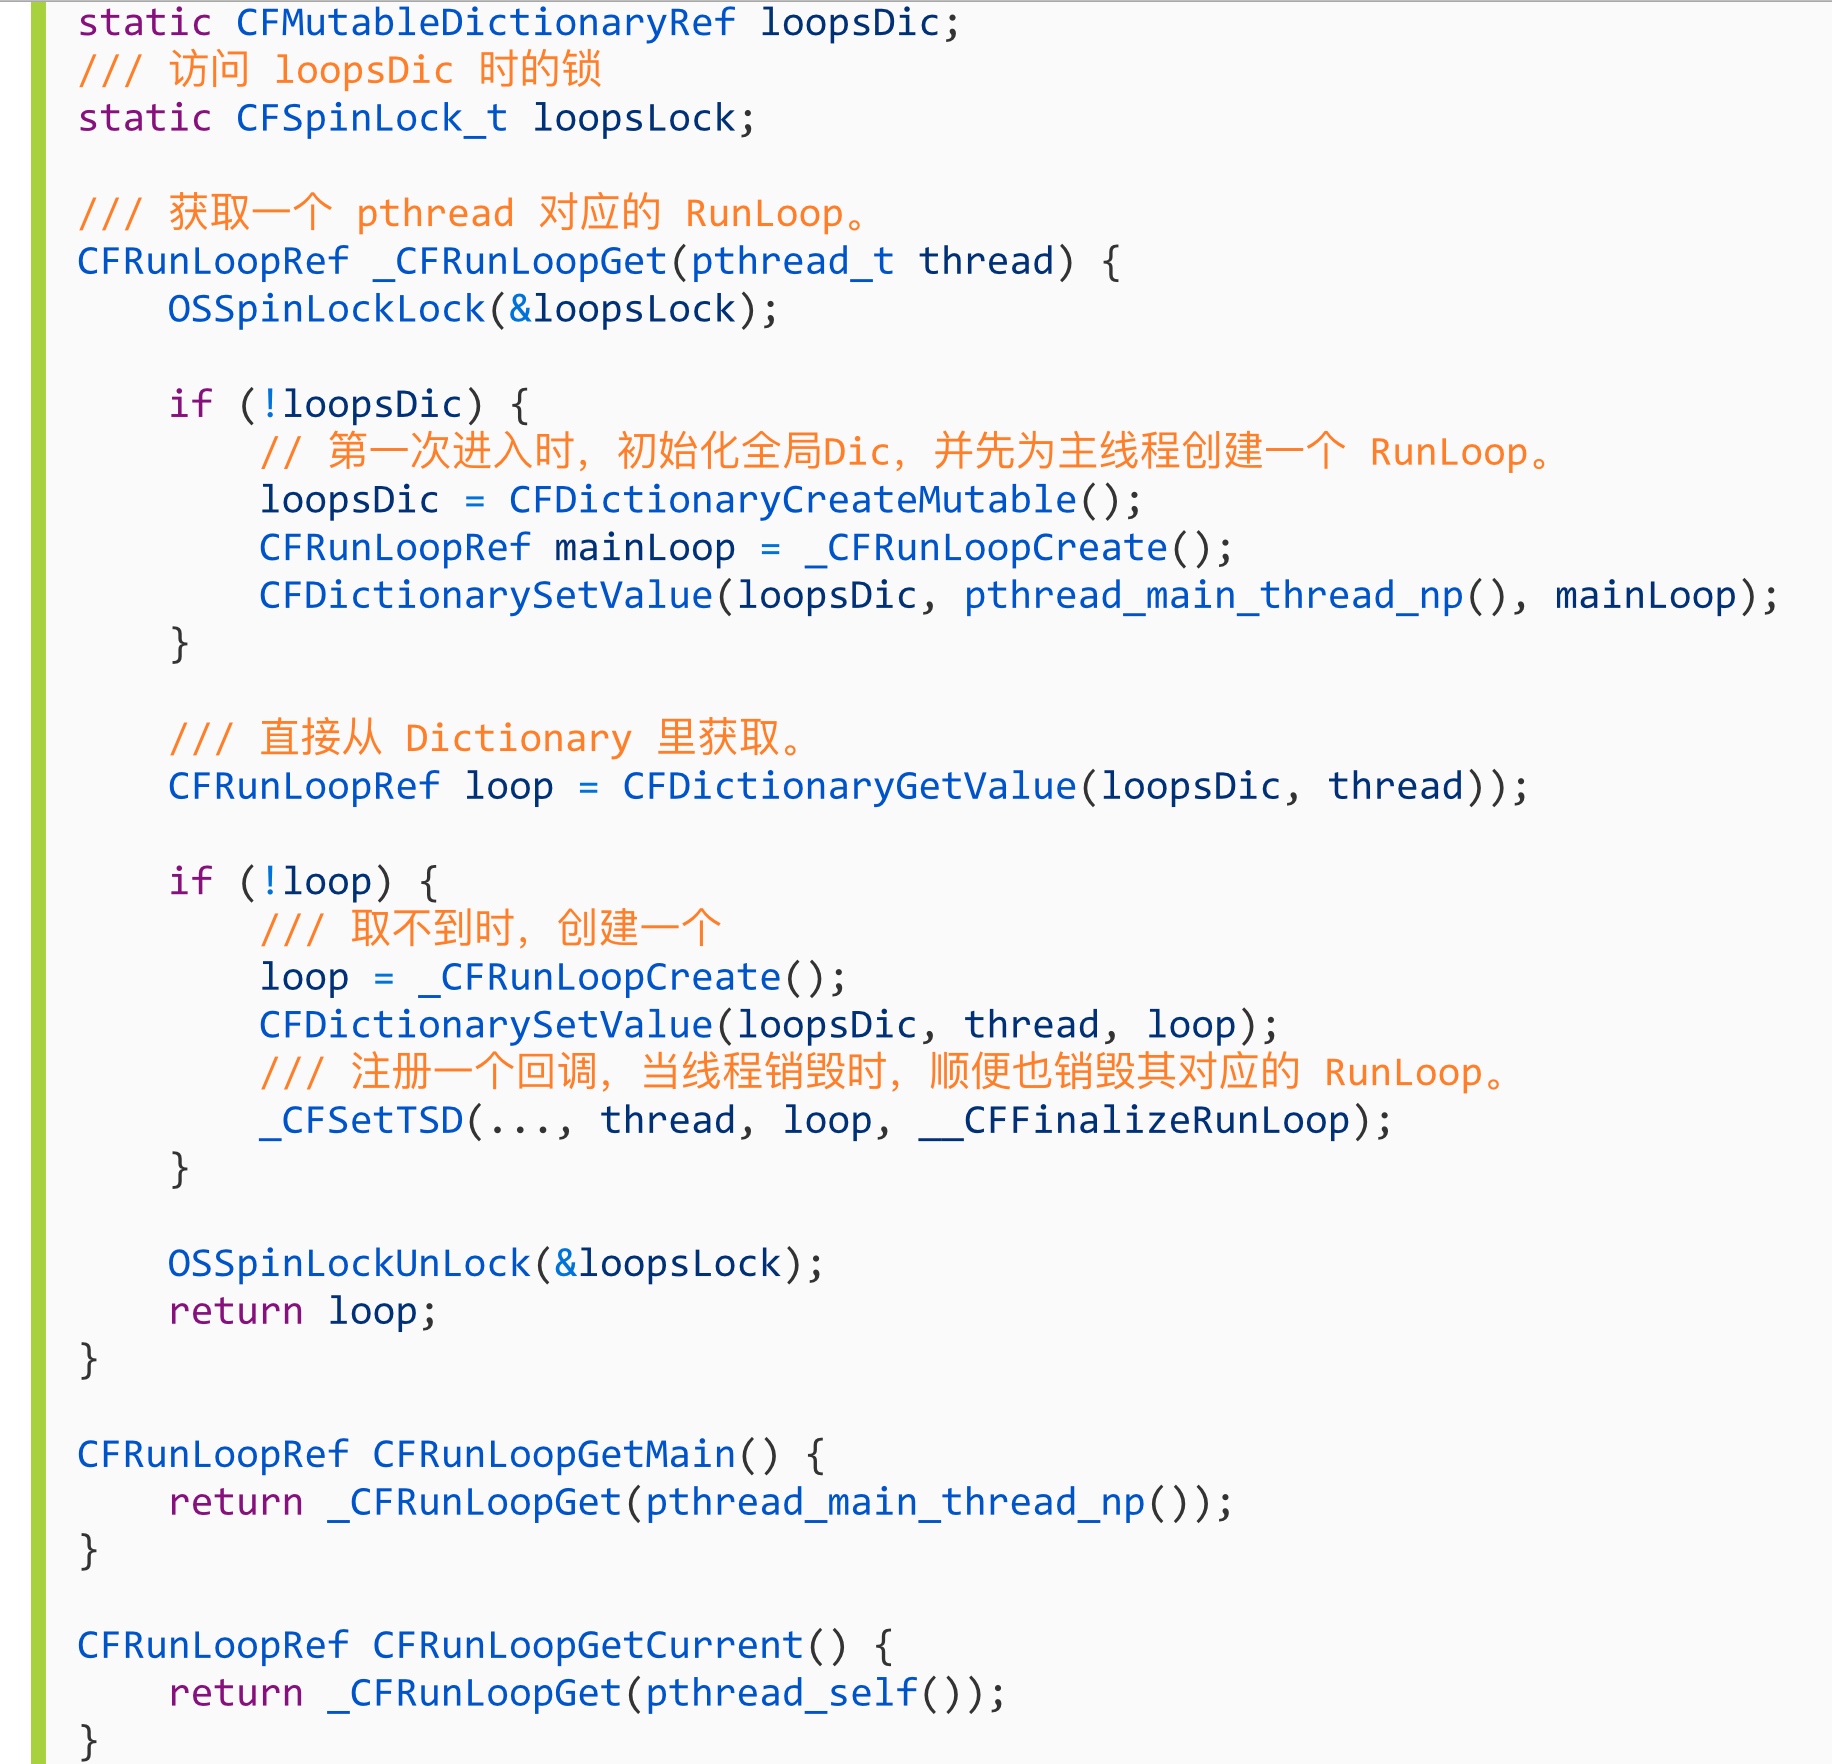 static CFMutableDictionaryRef loopsDic;
/// 访问 loopsDic 时的锁
static CFSpinLock_t loopsLock;
/// 获取一个 pthread 对应的 RunLoop。
CFRunLoopRef _CFRunLoopGet(pthread_t thread) {
    OSSpinLockLock(&loopsLock);
    if (!loopsDic) {
        // 第一次进入时，初始化全局Dic，并先为主线程创建一个 RunLoop。
        loopsDic = CFDictionaryCreateMutable();
        CFRunLoopRef mainLoop = _CFRunLoopCreate();
        CFDictionarySetValue(loopsDic, pthread_main_thread_np(), mainLoop);
    }
    /// 直接从 Dictionary 里获取。
    CFRunLoopRef loop = CFDictionaryGetValue(loopsDic, thread));
    if (!loop) {
        /// 取不到时，创建一个
        loop = _CFRunLoopCreate();
        CFDictionarySetValue(loopsDic, thread, loop);
        /// 注册一个回调，当线程销毁时，顺便也销毁其对应的 RunLoop。
        _CFSetTSD(..., thread, loop, __CFFinalizeRunLoop);
    }
    OSSpinLockUnLock(&loopsLock);
    return loop;
}
CFRunLoopRef CFRunLoopGetMain() {
    return _CFRunLoopGet(pthread_main_thread_np());
}
CFRunLoopRef CFRunLoopGetCurrent() {
    return _CFRunLoopGet(pthread_self());
}